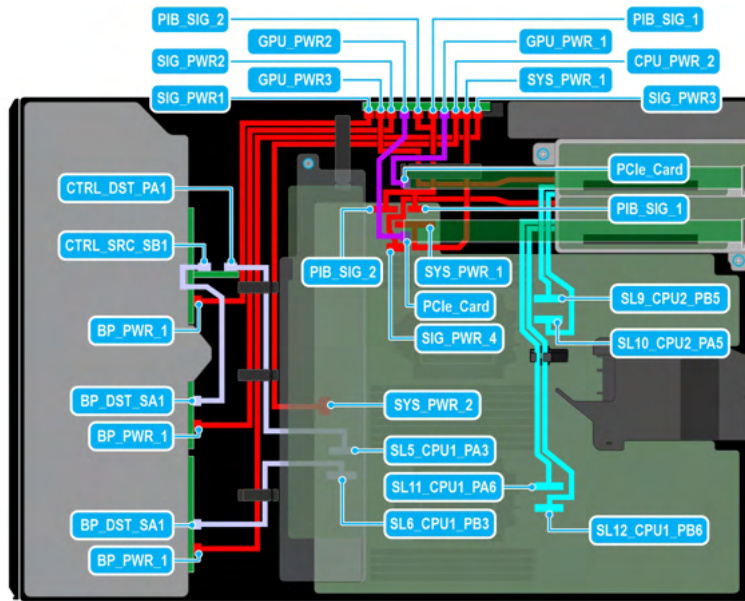 PIB_SIG_2
PIB_SIG_1
GPU_PWR2
GPU_PWR_1
SIG_PWR2
CPU_PWR_2
GPU_PWR3
SYS_PWR_1
SIG_PWR1
SIG_PWR3
PCIe_Card
CTRL_DST_PA1
PIB_SIG_1
CTRL_SRC_SB1
PIB_SIG_2
SYS_PWR_1
PCIe_Card
SL9_CPU2_PB5
BP_PWR_1
SIG_PWR_4
SL10_CPU2_PA5
BP_DST_SA1
SYS_PWR_2
BP_PWR_1
SL5_CPU1_PA3
SL11_CPU1_PA6
BP_DST_SA1
SL6_CPU1_PB3
SL12_CPU1_PB6
BP_PWR_1